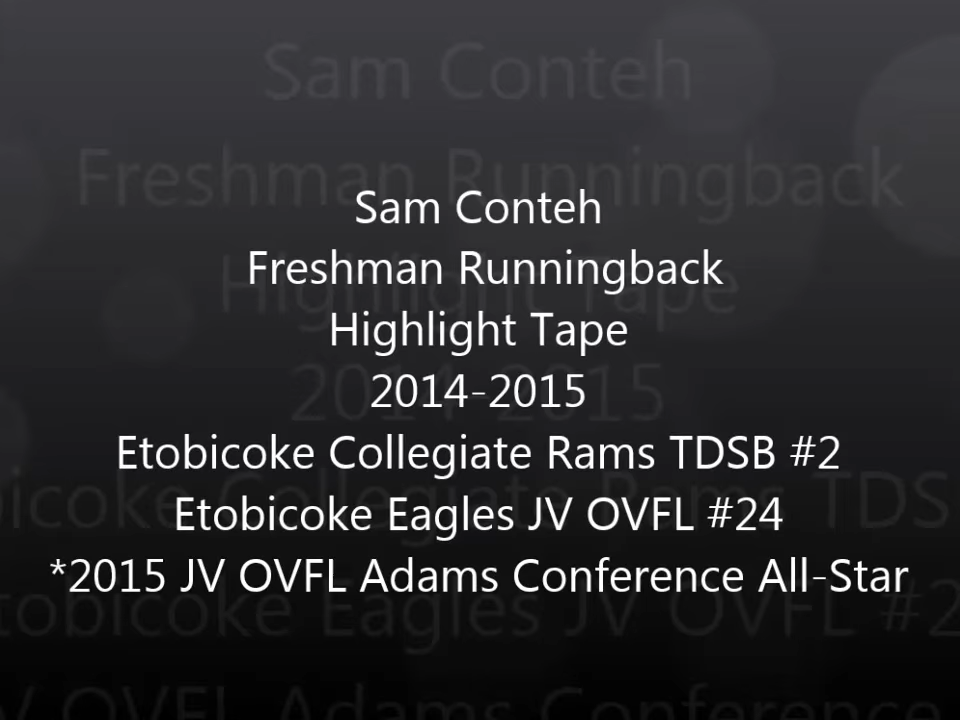 Sam Conteh
Freshman Runningback
Highlight Tape
2014-2015
Etobicoke Collegiate Rams TDSB #2
Etobicoke Eagles JV OVFL #24
*2015 JV OVFL Adams Conference All-Star